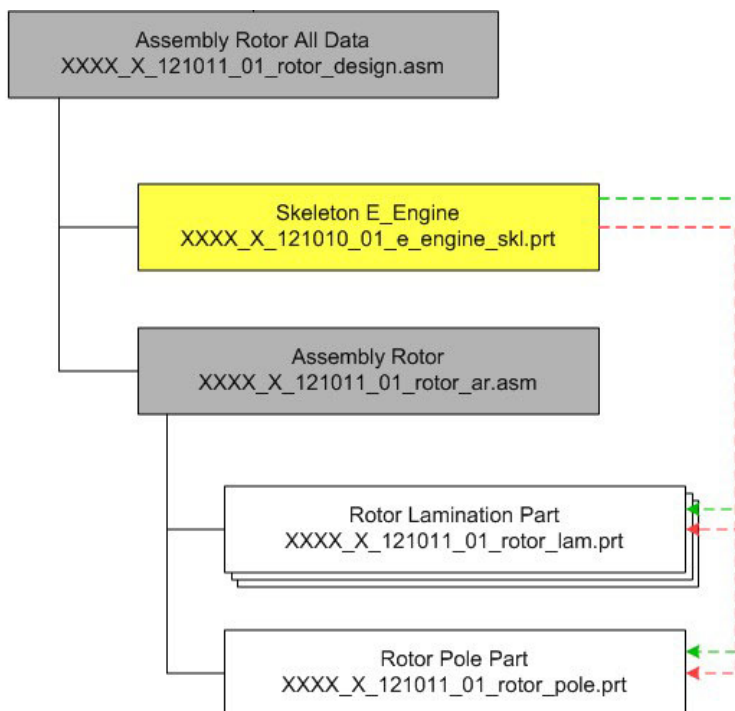 Assembly Rotor All Data
XXXX_X_121011_01_rotor_design.asm
Skeleton E_Engine
XXXX_X_121010_01_e_engine_skl.prt
Assembly Rotor
XXXX_X_121011_01_rotor_ar.asm
Rotor Lamination Part
XXXX_X_121011_01_rotor_lam.prt
Rotor Pole Part
XXXX_X_121011_01_rotor_pole.prt